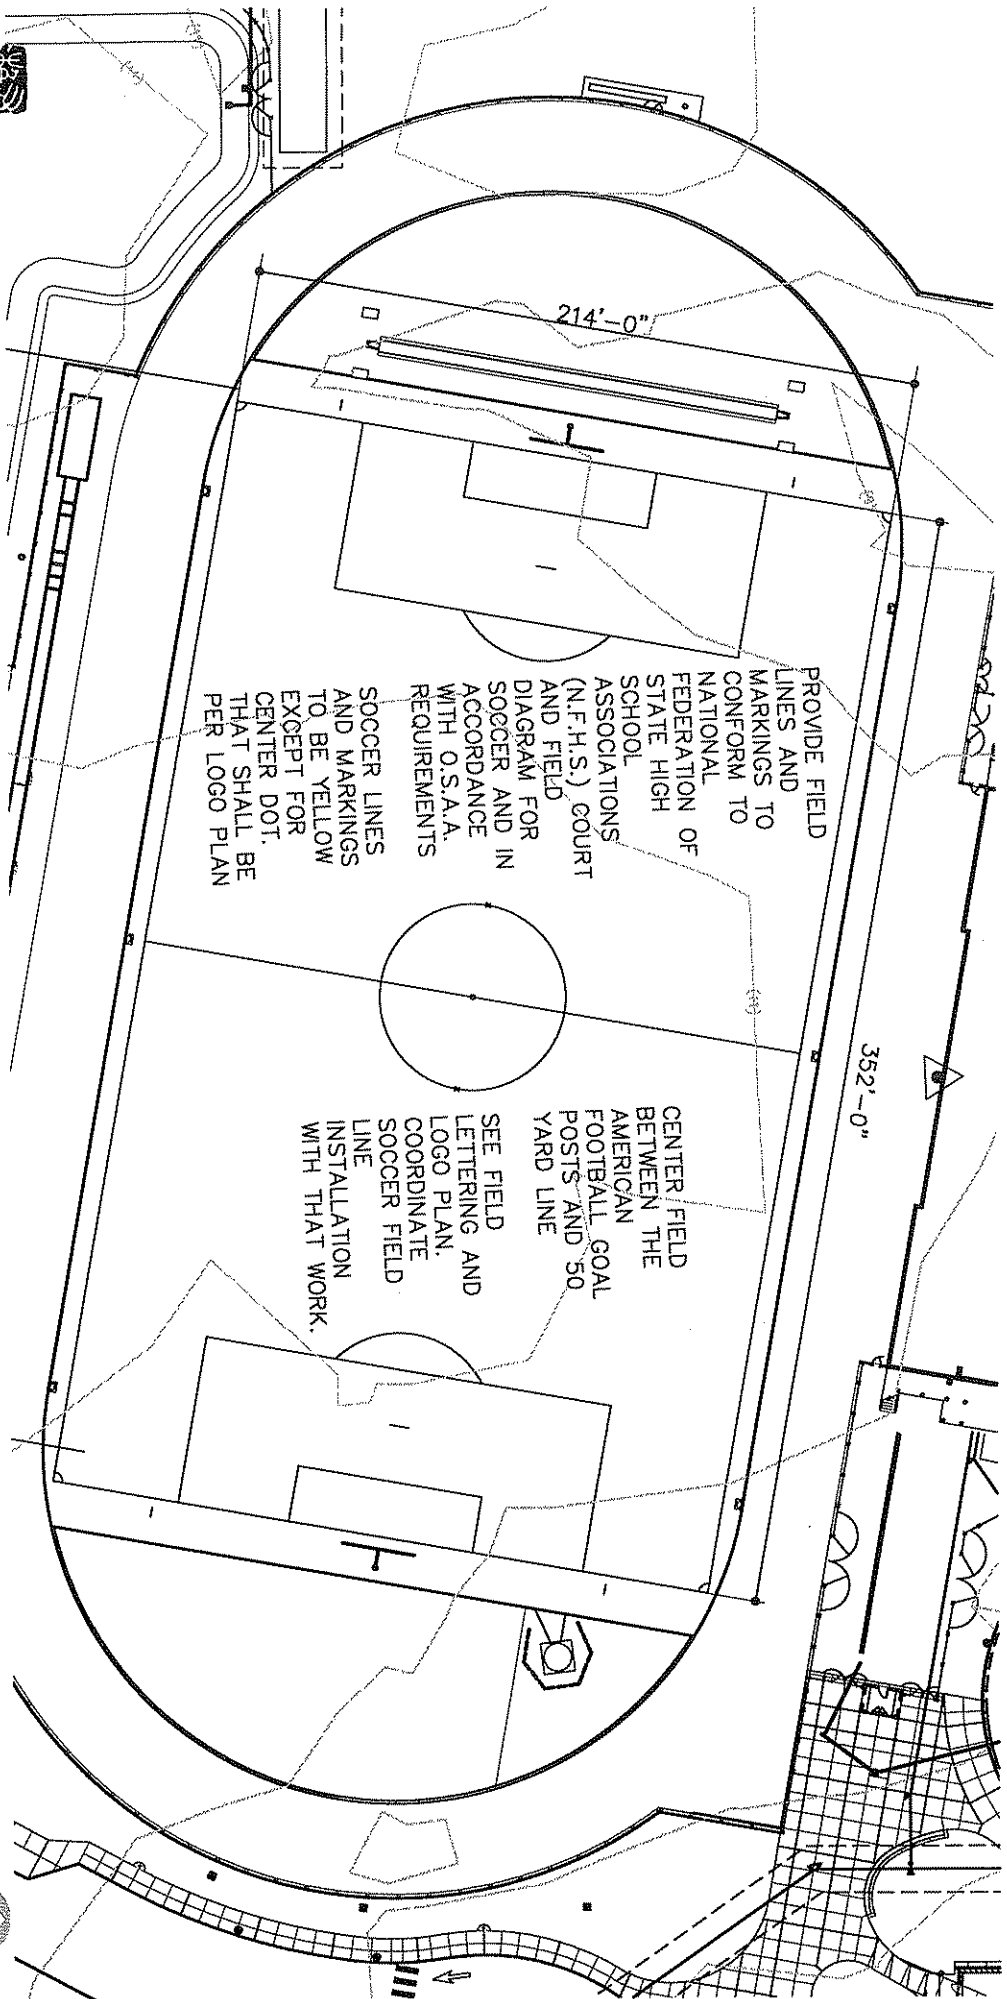 214'-0"
PROVIDE FIELD
LINES AND
MARKINGS TO
CONFORM TO
NATIONAL
FEDERATION OF
STATE HIGH
SCHOOL
ASSOCIATIONS
(N.F.H.S.) COURT
AND FIELD
DIAGRAM FOR
SOCCER AND IN
ACCORDANCE
WITH O.S.A.A.
REQUIREMENTS
SOCCER LINES
AND MARKINGS
TO BE YELLOW
EXCEPT FOR
CENTER DOT.
THAT SHALL BE
PER LOGO PLAN
352'-0"
CENTER FIELD
BETWEEN THE
AMERICAN
FOOTBALL GOAL
POSTS AND 50
YARD LINE
SEE FIELD
LETTERING AND
LOGO PLAN.
COORDINATE
SOCCER FIELD
LINE
INSTALLATION
WITH THAT WORK.